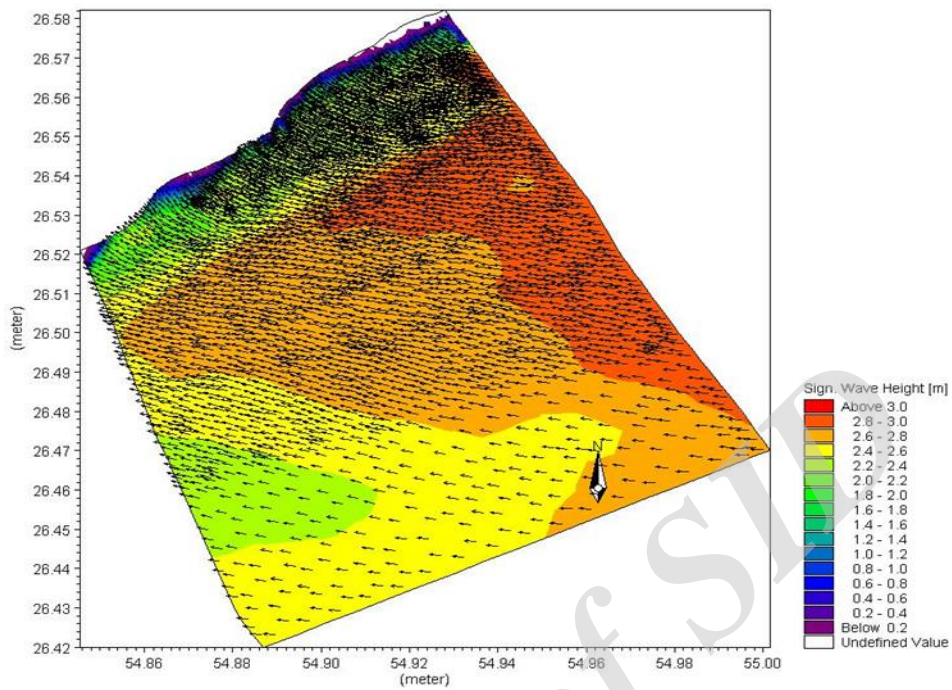 26.58
26.57
26.56
26.55
26.54
26.53
26.52
26.51
26.50
26.49
26.48
26.47
26.46
26.45
26.44
26.43
26.42
(meter)
54.86 54.88 54.90 54.92 54.94 54.96 54.98 55.00
(meter)
N
Sign. Wave Height [m]
Above 3.0
2.8 - 3.0
2.6 - 2.8
2.4 - 2.6
2.2 - 2.4
2.0 - 2.2
1.8 - 2.0
1.6 - 1.8
1.4 - 1.6
1.2 - 1.4
1.0 - 1.2
0.8 - 1.0
0.6 - 0.8
0.4 - 0.6
0.2 - 0.4
Below 0.2
Undefined Value
of SID